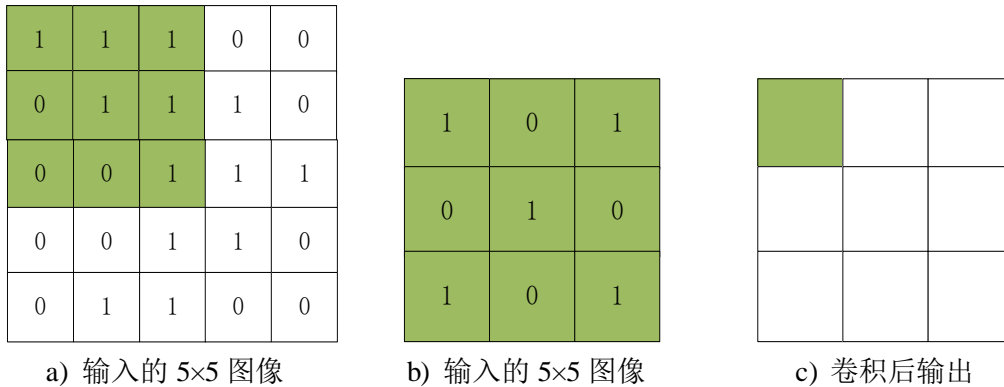 1 1 1 0 0
0 1 1 1 0
0 0 1 1 1
0 0 1 1 0
0 1 1 0 0
a) 输入的 5×5 图像
1 0 1
0 1 0
1 0 1
b) 输入的 5×5 图像
c) 卷积后输出